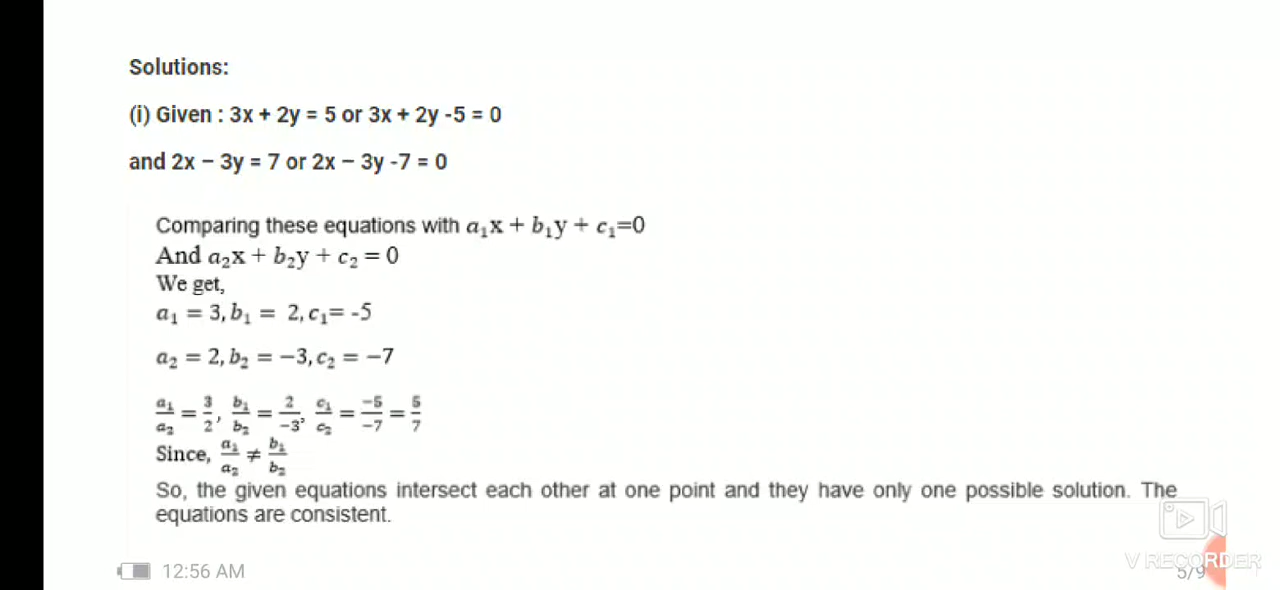 Solutions:
(i) Given : 3x + 2y = 5 or 3x + 2y -5 = 0
and 2x − 3y = 7 or 2x − 3y -7 = 0
Comparing these equations with a₁x + b₁y + c₁=0
And a₂x + b₂y + c₂ = 0
We get,
a₁ = 3, b₁ = 2, c₁= -5
a₂ = 2, b₂ = −3, c₂ = −7
a₁/a₂ = 3/2, b₁/b₂ = 2/−3, c₁/c₂ = −5/−7 = 5/7
Since, a₁/a₂ ≠ b₁/b₂
So, the given equations intersect each other at one point and they have only one possible solution. The
equations are consistent.
V RECORDER
12:56 AM
5/9